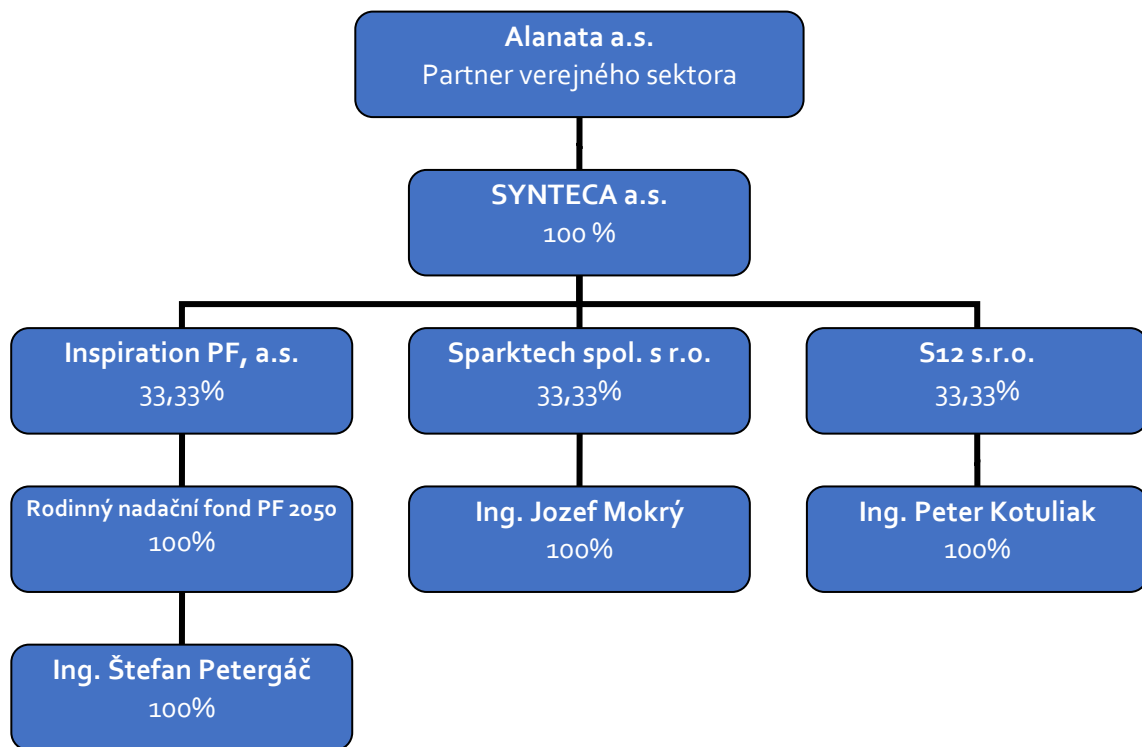 Alanata a.s.
Partner verejného sektora
SYNTECA a.s.
100 %
Inspiration PF, a.s.
33,33%
Sparktech spol. s r.o.
33,33%
S12 s.r.o.
33,33%
Rodinný nadační fond PF 2050
100%
Ing. Jozef Mokrý
100%
Ing. Peter Kotuliak
100%
Ing. Štefan Petergáč
100%